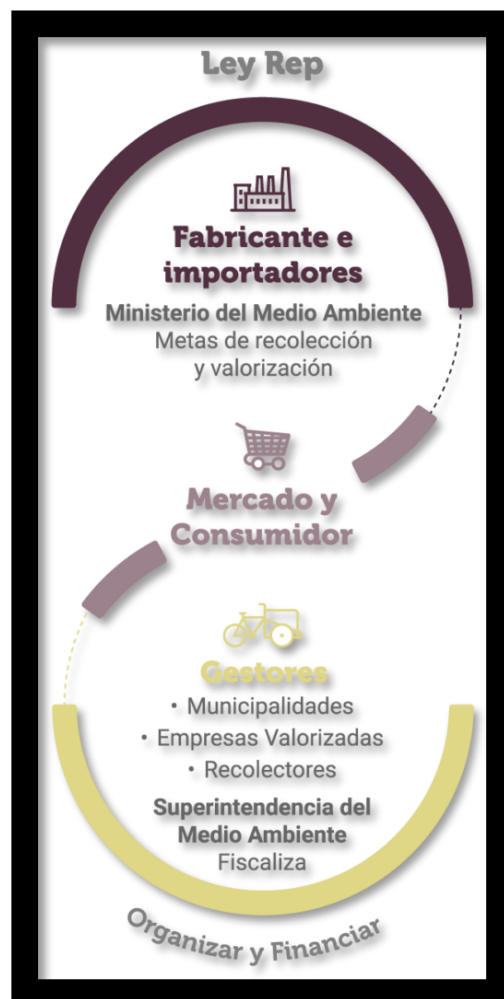 Ley Rep
Fabricante e
importadores
Ministerio del Medio Ambiente
Metas de recolección
y valorización
Mercado y
Consumidor
Gestores
• Municipalidades
• Empresas Valorizadas
• Recolectores
Superintendencia del
Medio Ambiente
Fiscaliza
Organizar y Financiar